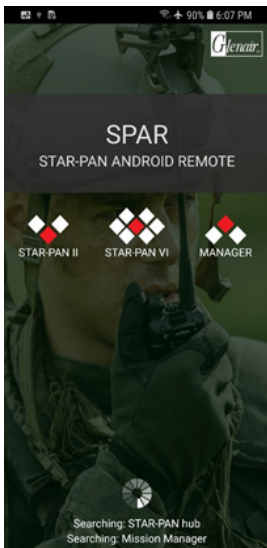 90% 6:07 PM
Glenair.
SPAR
STAR-PAN ANDROID REMOTE
STAR-PAN II STAR-PAN VI MANAGER
Searching: STAR-PAN hub
Searching: Mission Manager